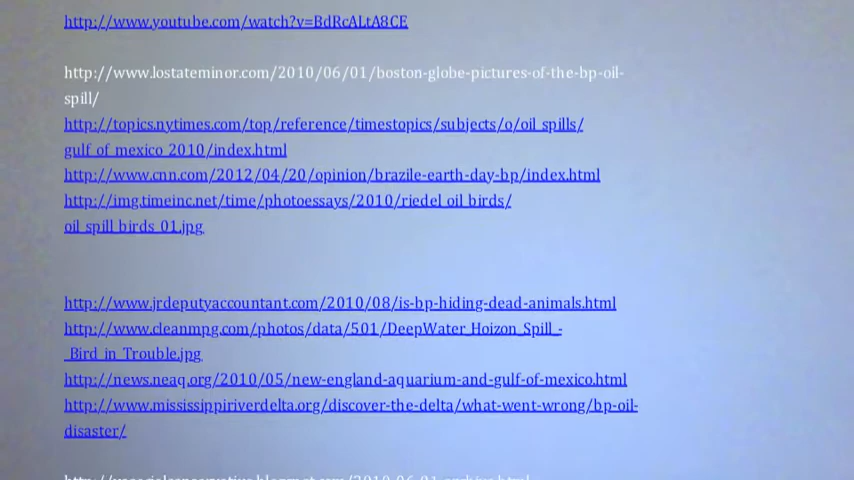 http://www.youtube.com/watch?v=BdRcALtA8CE
http://www.lostateminor.com/2010/06/01/boston-globe-pictures-of-the-bp-oil-
spill/
http://topics.nytimes.com/top/reference/timestopics/subjects/o/oil_spills/
gulf_of_mexico_2010/index.html
http://www.cnn.com/2012/04/20/opinion/brazile-earth-day-bp/index.html
http://img.timeinc.net/time/photoessays/2010/riedel_oil_birds/
oil_spill_birds_01.jpg
http://www.jrdeputyaccountant.com/2010/08/is-bp-hiding-dead-animals.html
http://www.cleanmpg.com/photos/data/501/DeepWater_Hoizon_Spill_-
_Bird_in_Trouble.jpg
http://news.neaq.org/2010/05/new-england-aquarium-and-gulf-of-mexico.html
http://www.mississippiriverdelta.org/discover-the-delta/what-went-wrong/bp-oil-
disaster/